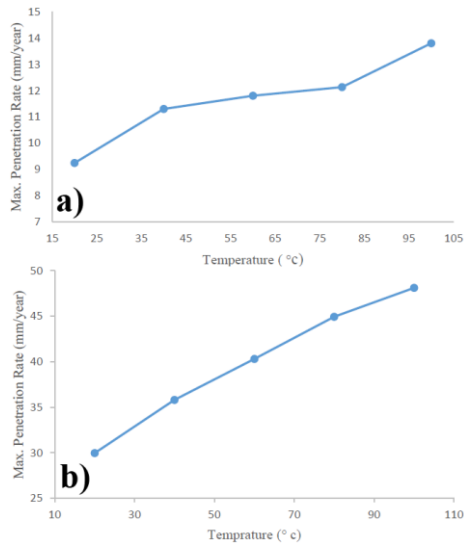 15
14
13
12
11
10
9
8
7
Max. Penetration Rate (mm/year)
a)
15 25 35 45 55 65 75 85 95 105
Temperature ( °c)
50
45
40
35
30
25
Max. Penetration Rate (mm/year)
b)
10 30 50 70 90 110
Temprature (° c)